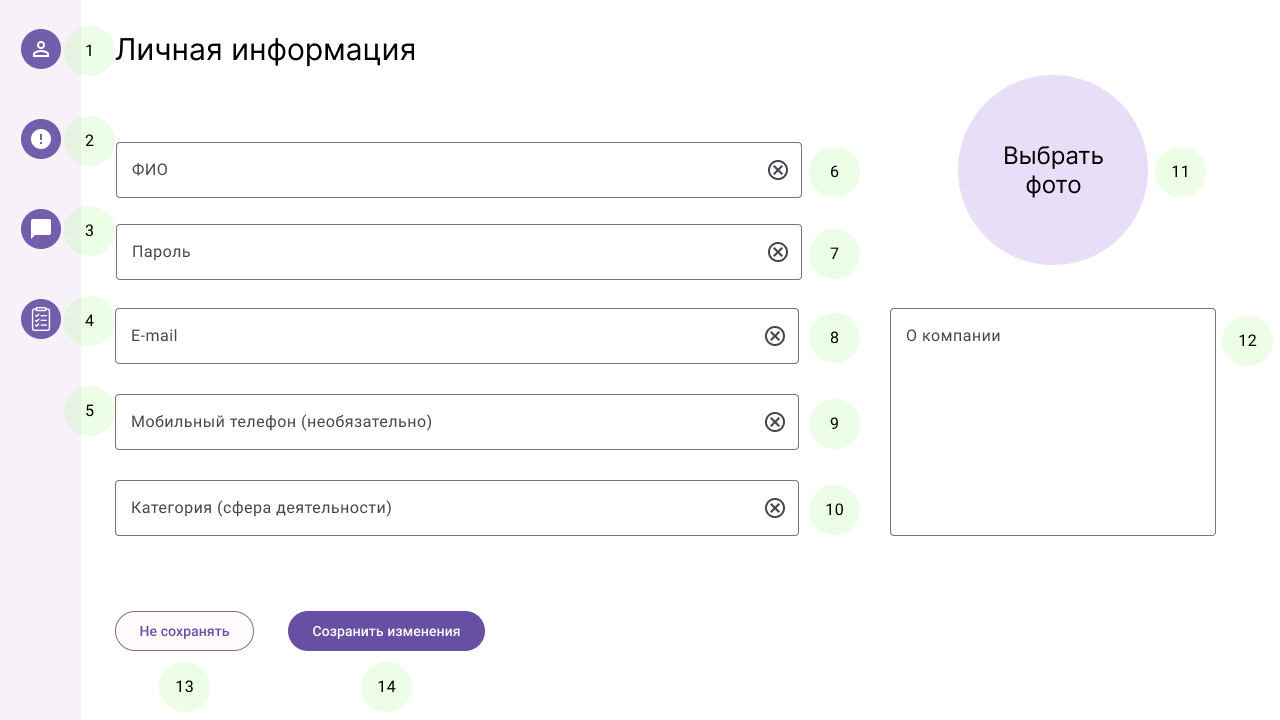 1
Личная информация
2
ФИО
6
Выбрать
фото
11
3
Пароль
7
4
E-mail
8
О компании
12
5
Мобильный телефон (необязательно)
9
Категория (сфера деятельности)
10
Не сохранять
Созранить изменения
13
14